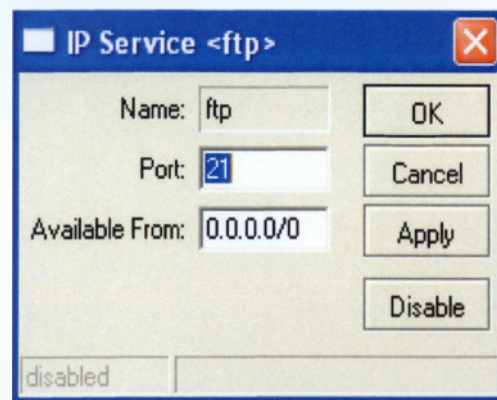 IP Service <ftp>
Name: ftp
OK
Port: 21
Cancel
Available From: 0.0.0.0/0
Apply
Disable
disabled